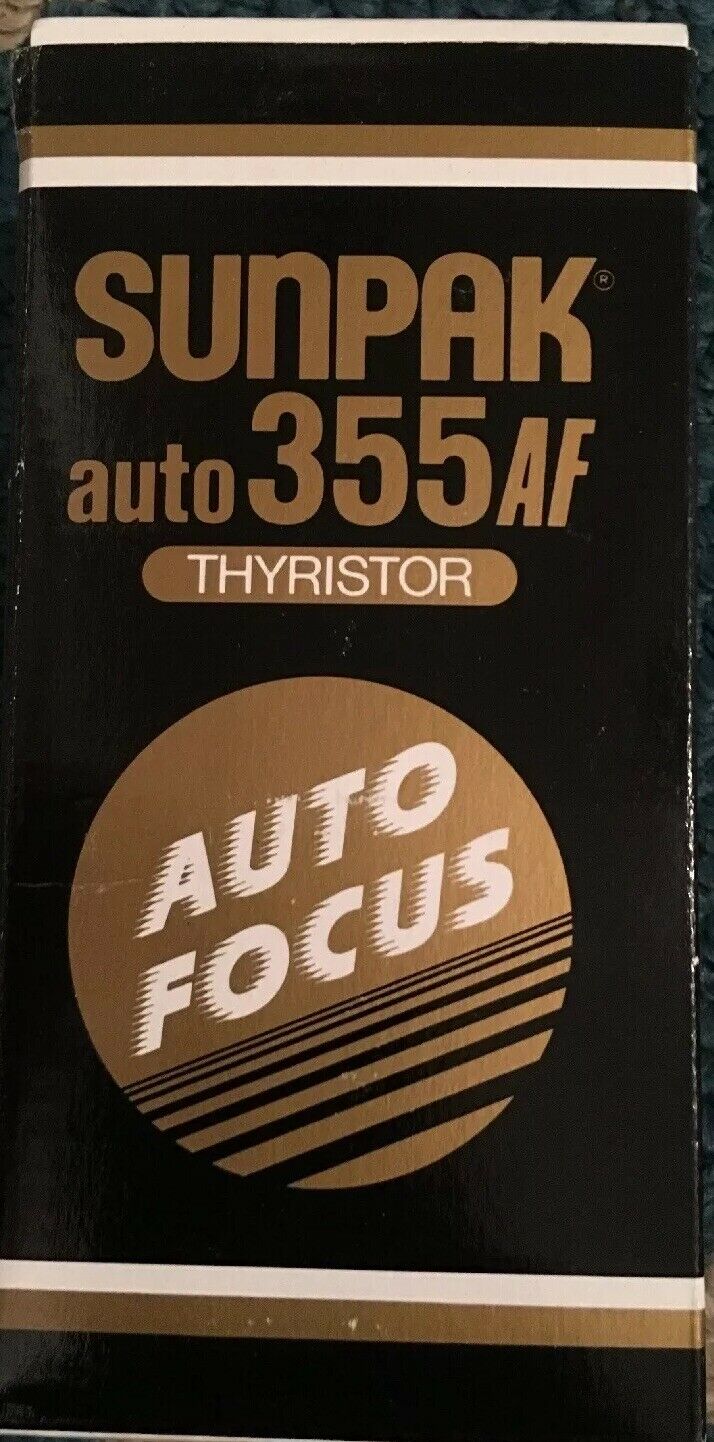 SUNPAK®
auto 355 AF
THYRISTOR
AUTO
FOCUS